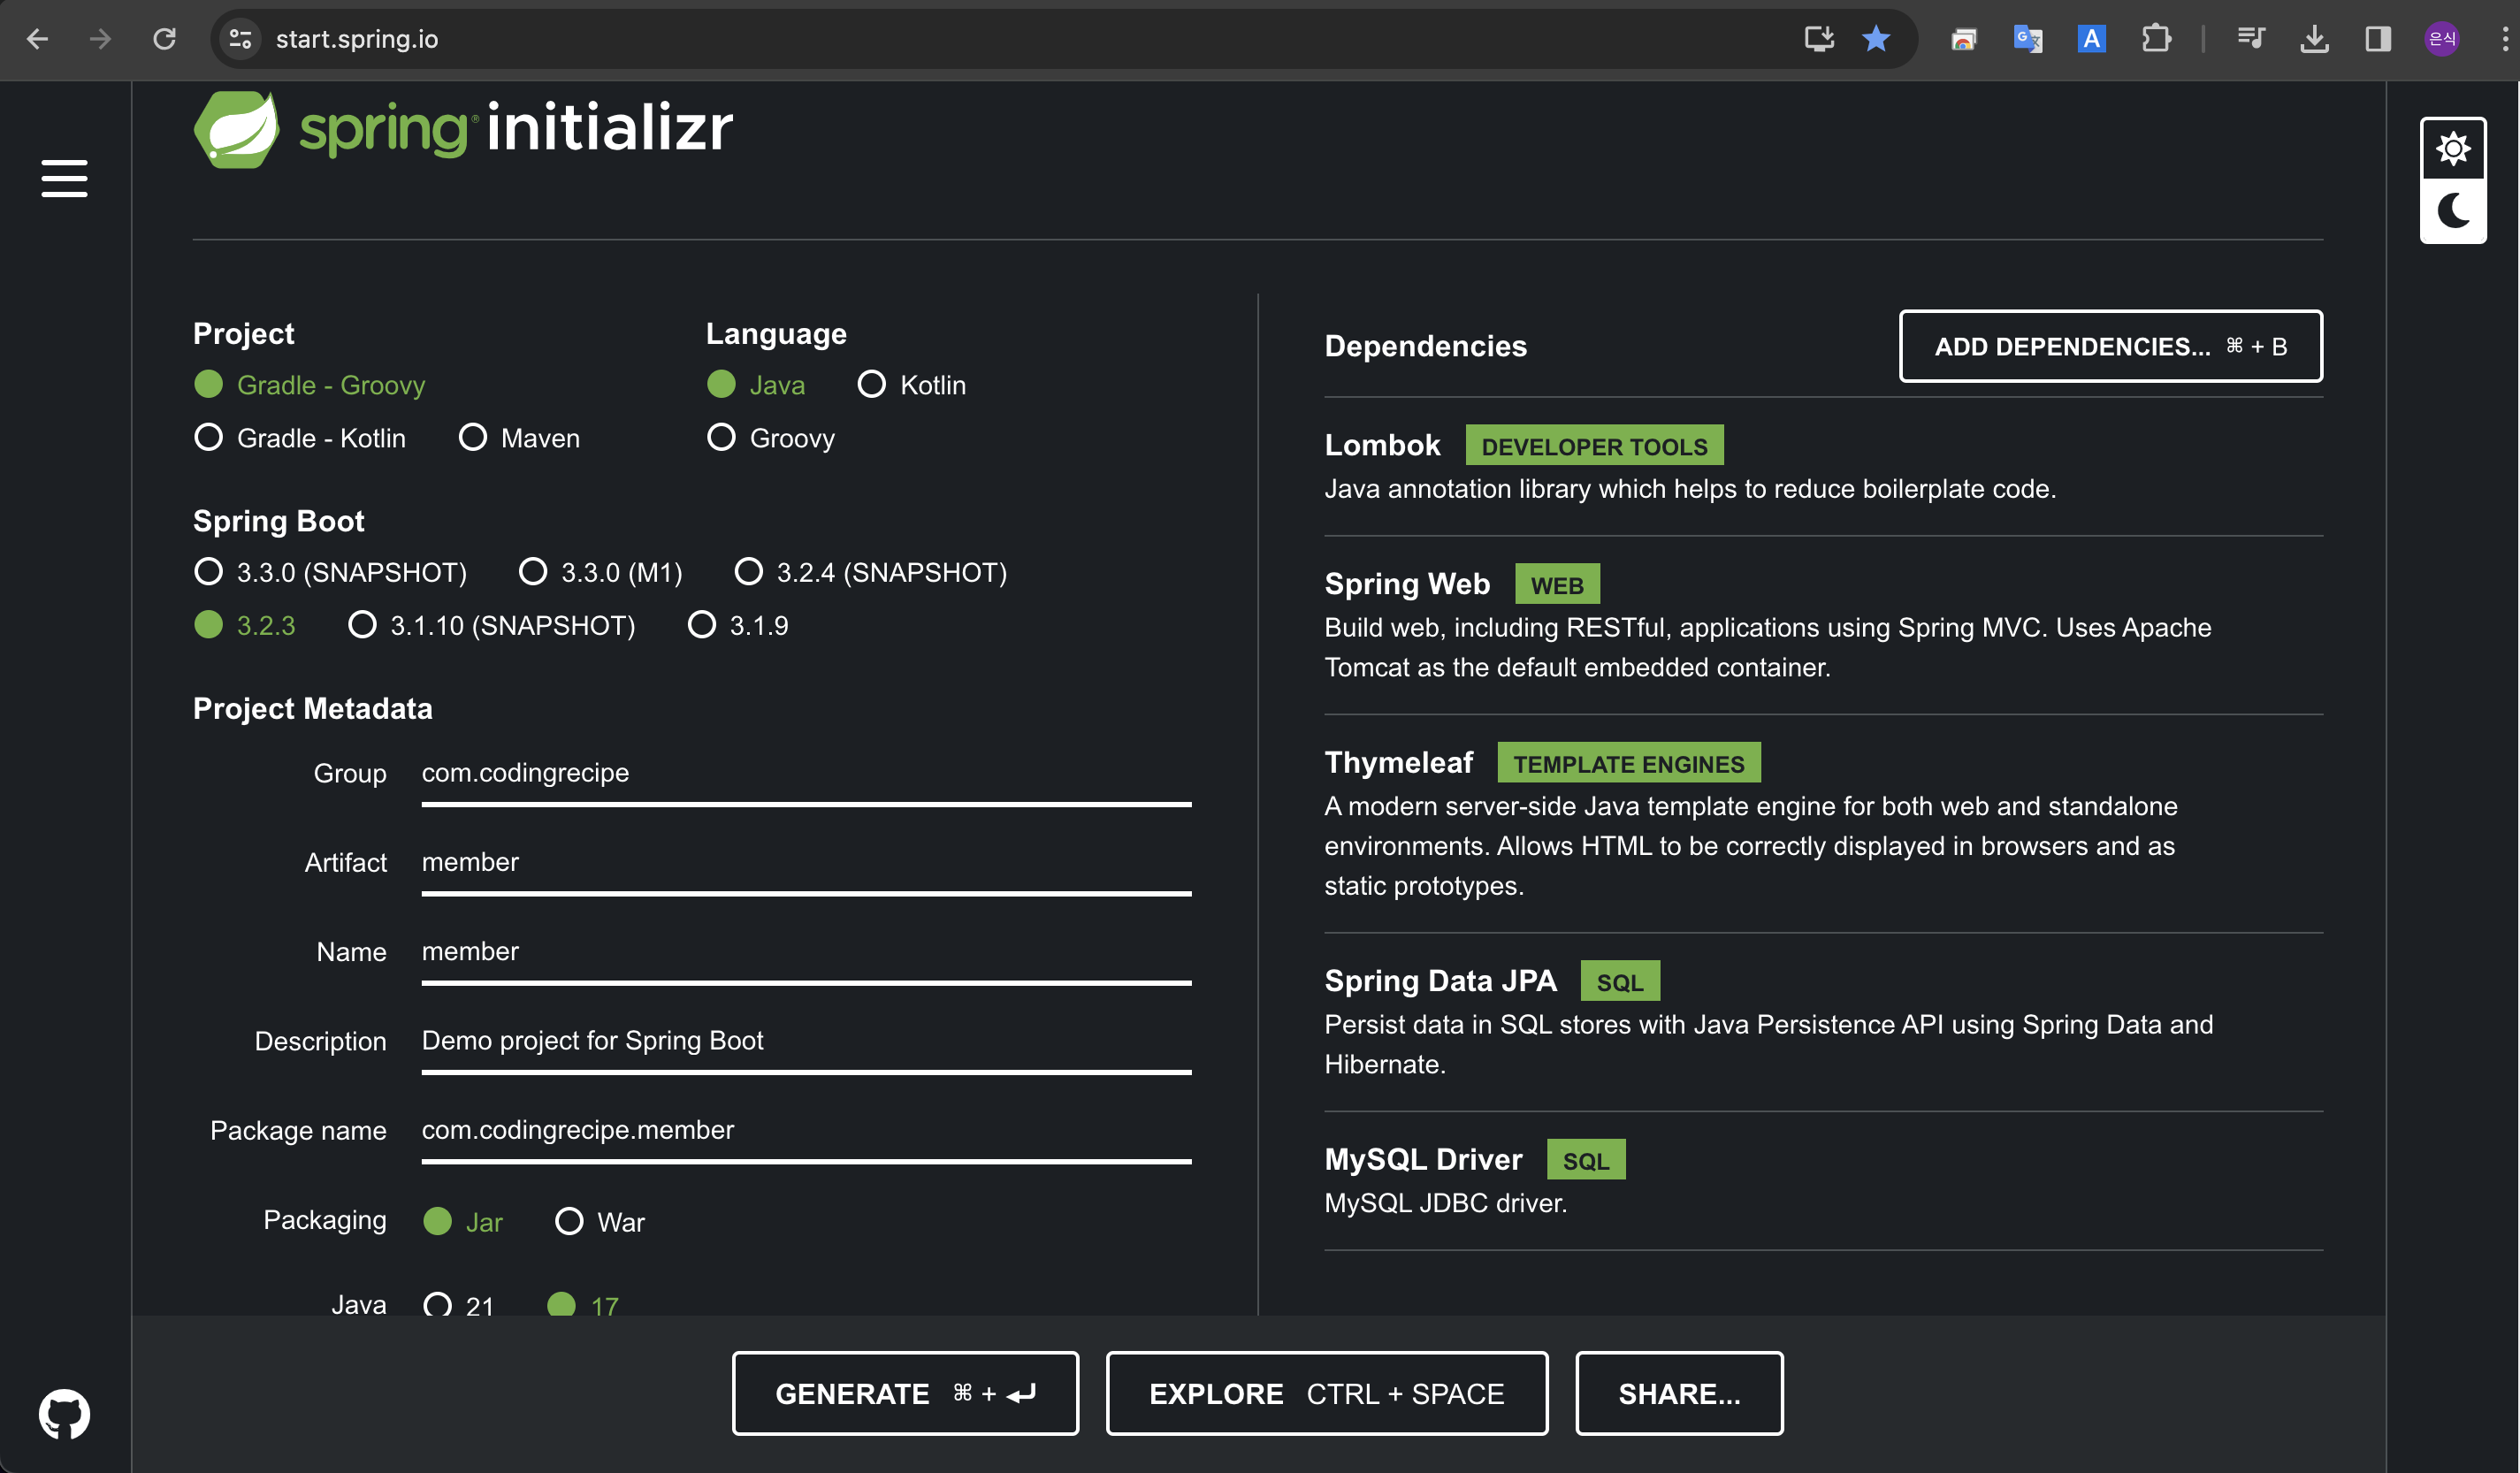 start.spring.io
은식
spring initializr
Project
Gradle - Groovy
Gradle - Kotlin
Maven
Language
Java
Kotlin
Groovy
Spring Boot
3.3.0 (SNAPSHOT)
3.3.0 (M1)
3.2.4 (SNAPSHOT)
3.2.3
3.1.10 (SNAPSHOT)
3.1.9
Project Metadata
Group com.codingrecipe
Artifact member
Name member
Description Demo project for Spring Boot
Package name com.codingrecipe.member
Packaging Jar War
Java 21 17
Dependencies
ADD DEPENDENCIES... ⌘ + B
Lombok DEVELOPER TOOLS
Java annotation library which helps to reduce boilerplate code.
Spring Web WEB
Build web, including RESTful, applications using Spring MVC. Uses Apache
Tomcat as the default embedded container.
Thymeleaf TEMPLATE ENGINES
A modern server-side Java template engine for both web and standalone
environments. Allows HTML to be correctly displayed in browsers and as
static prototypes.
Spring Data JPA SQL
Persist data in SQL stores with Java Persistence API using Spring Data and
Hibernate.
MySQL Driver SQL
MySQL JDBC driver.
GENERATE ⌘ + ⏎
EXPLORE CTRL + SPACE
SHARE...